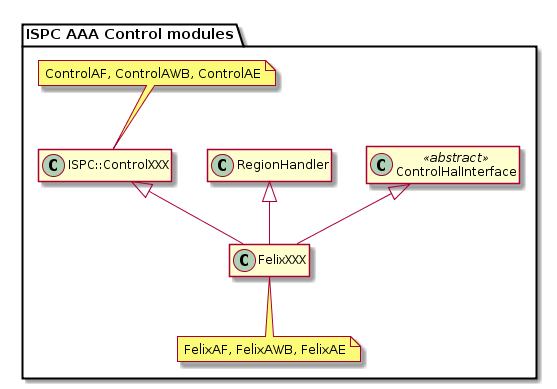 ISPC AAA Control modules
ControlAF, ControlAWB, ControlAE
C ISPC::ControlXXX
C RegionHandler
C «abstract»
ControlHalInterface
C FelixXXX
FelixAF, FelixAWB, FelixAE